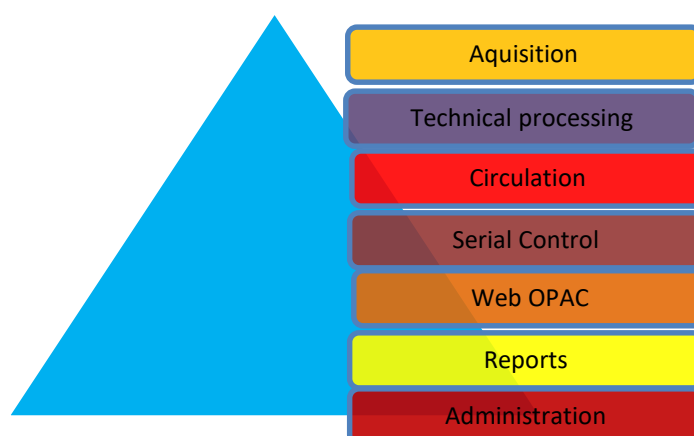 Aquisition
Technical processing
Circulation
Serial Control
Web OPAC
Reports
Administration